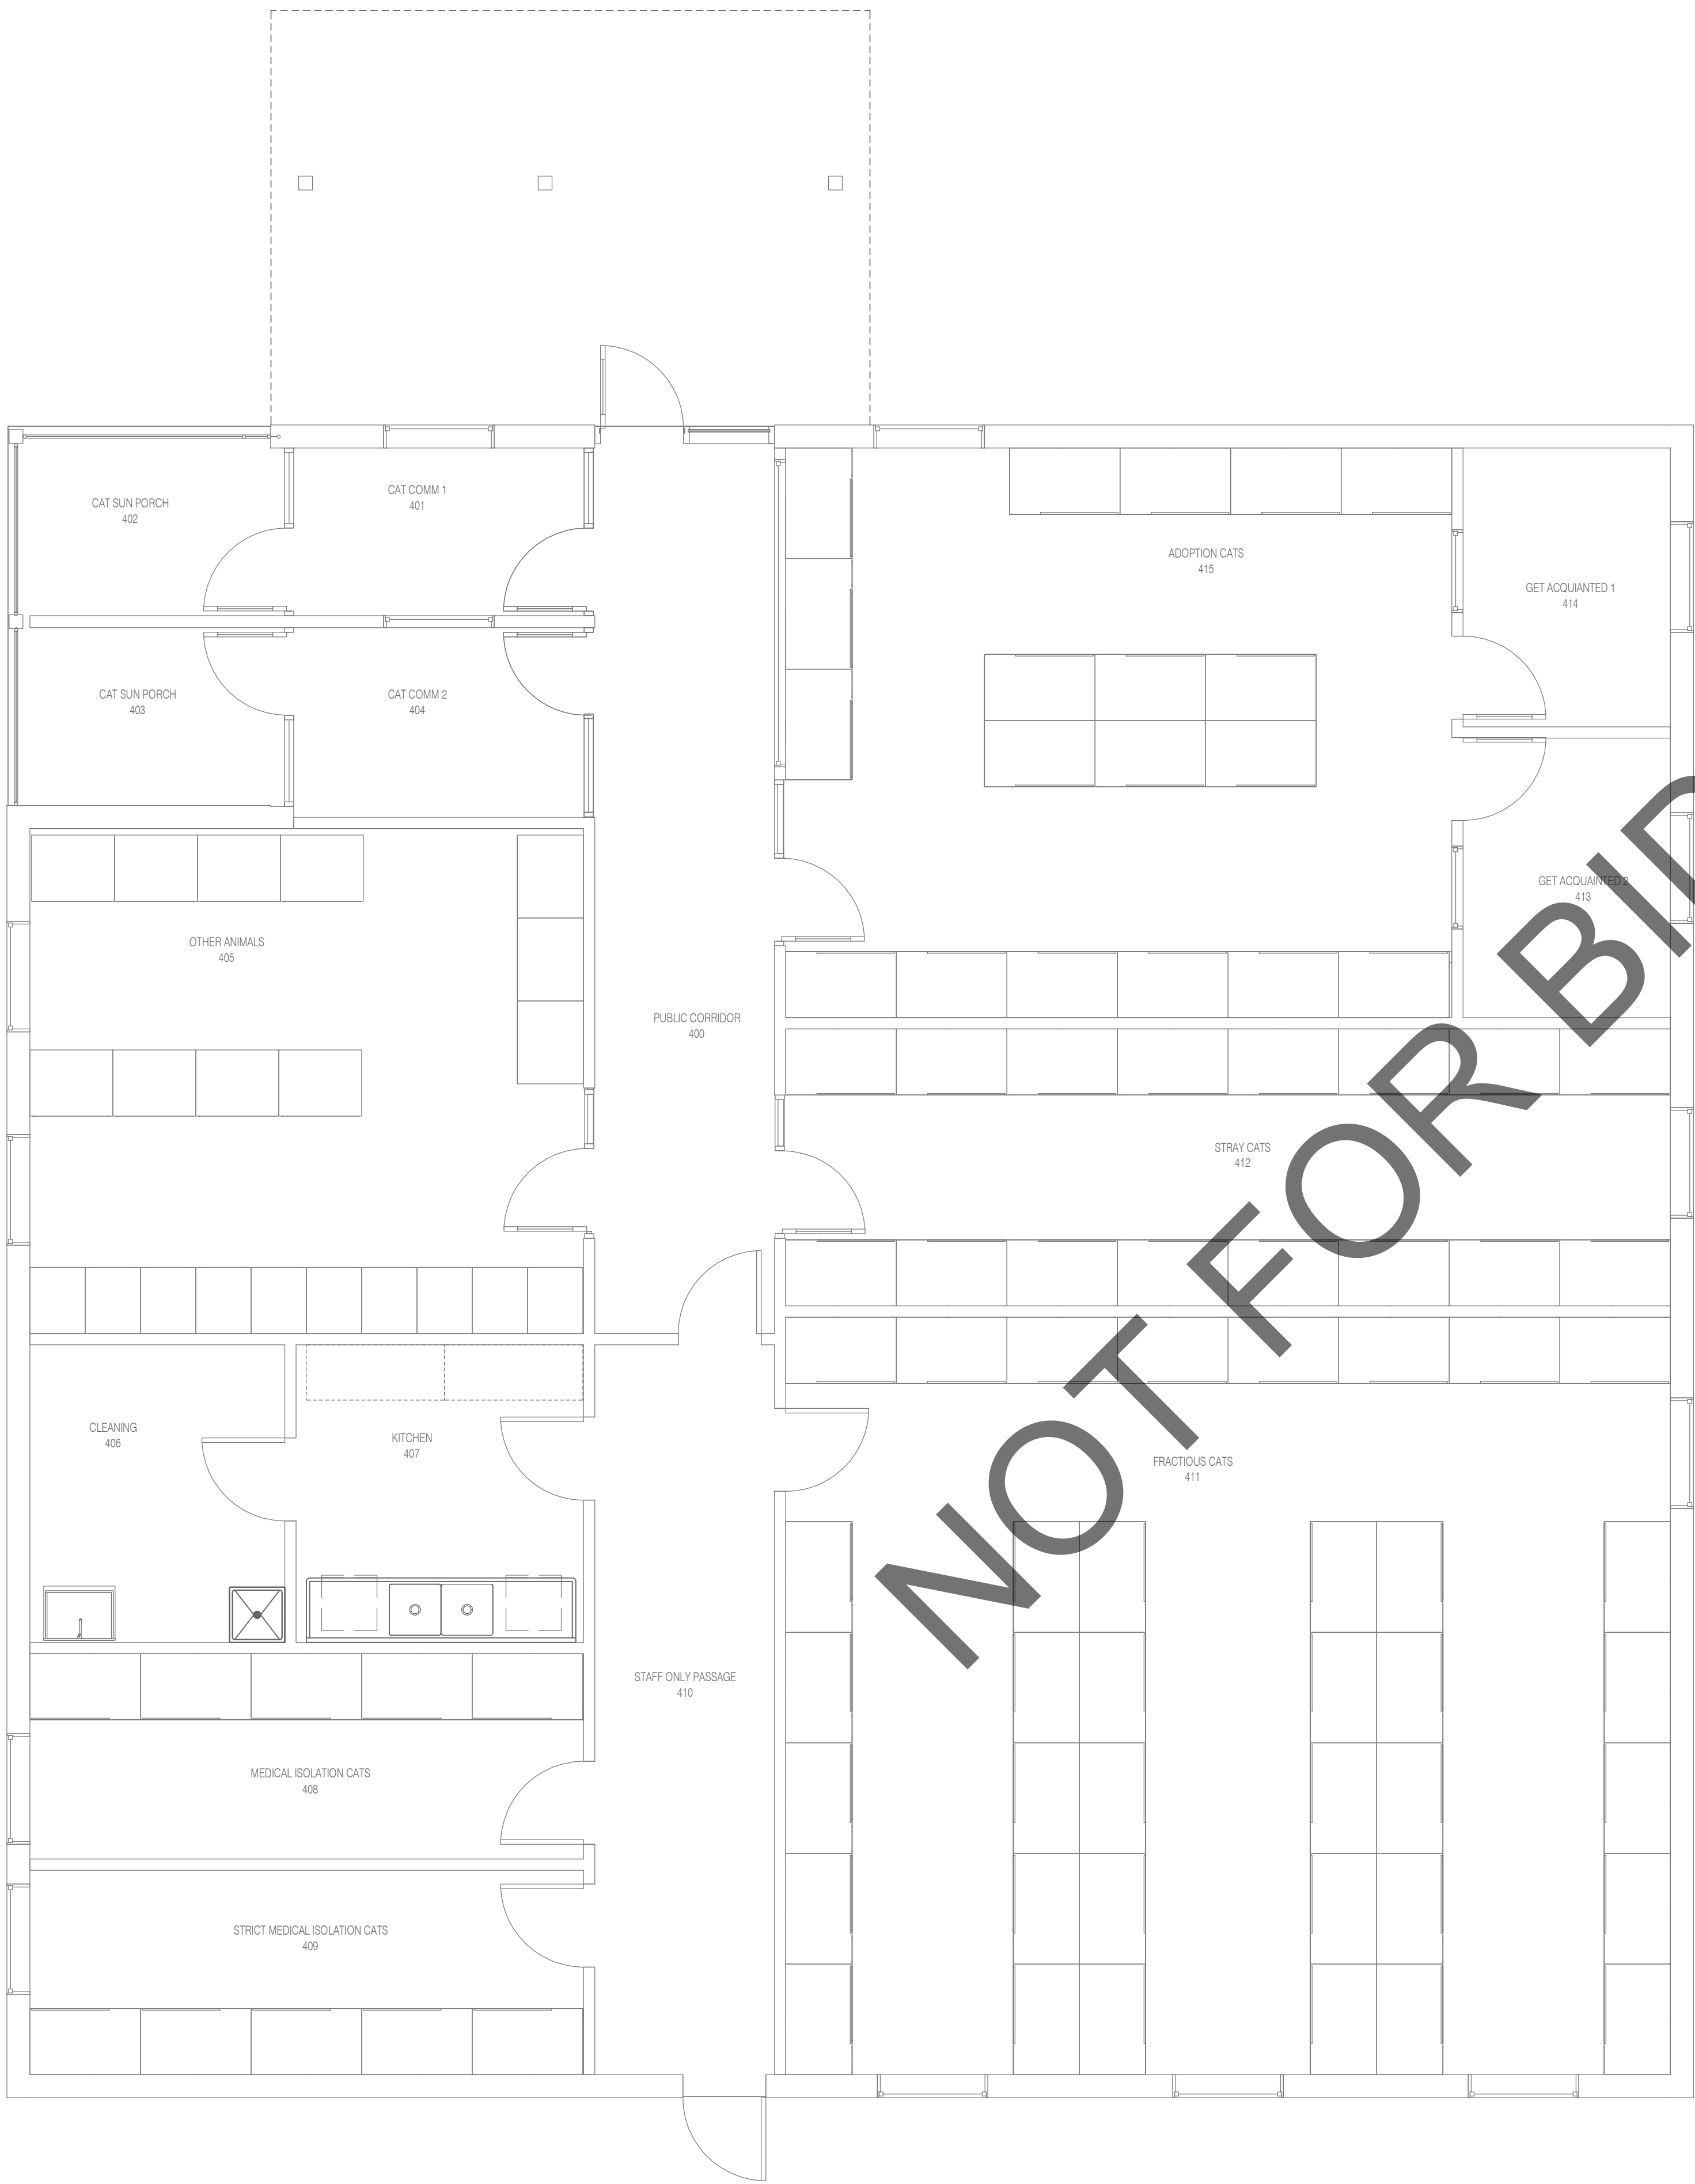 CAT SUN PORCH
402
CAT COMM 1
401
ADOPTION CATS
415
GET ACQUIANTED 1
414
CAT SUN PORCH
403
CAT COMM 2
404
GET ACQUAINTED 2
413
OTHER ANIMALS
405
PUBLIC CORRIDOR
400
STRAY CATS
412
CLEANING
406
KITCHEN
407
FRACTIOUS CATS
411
STAFF ONLY PASSAGE
410
MEDICAL ISOLATION CATS
408
STRICT MEDICAL ISOLATION CATS
409
NOT FOR BI